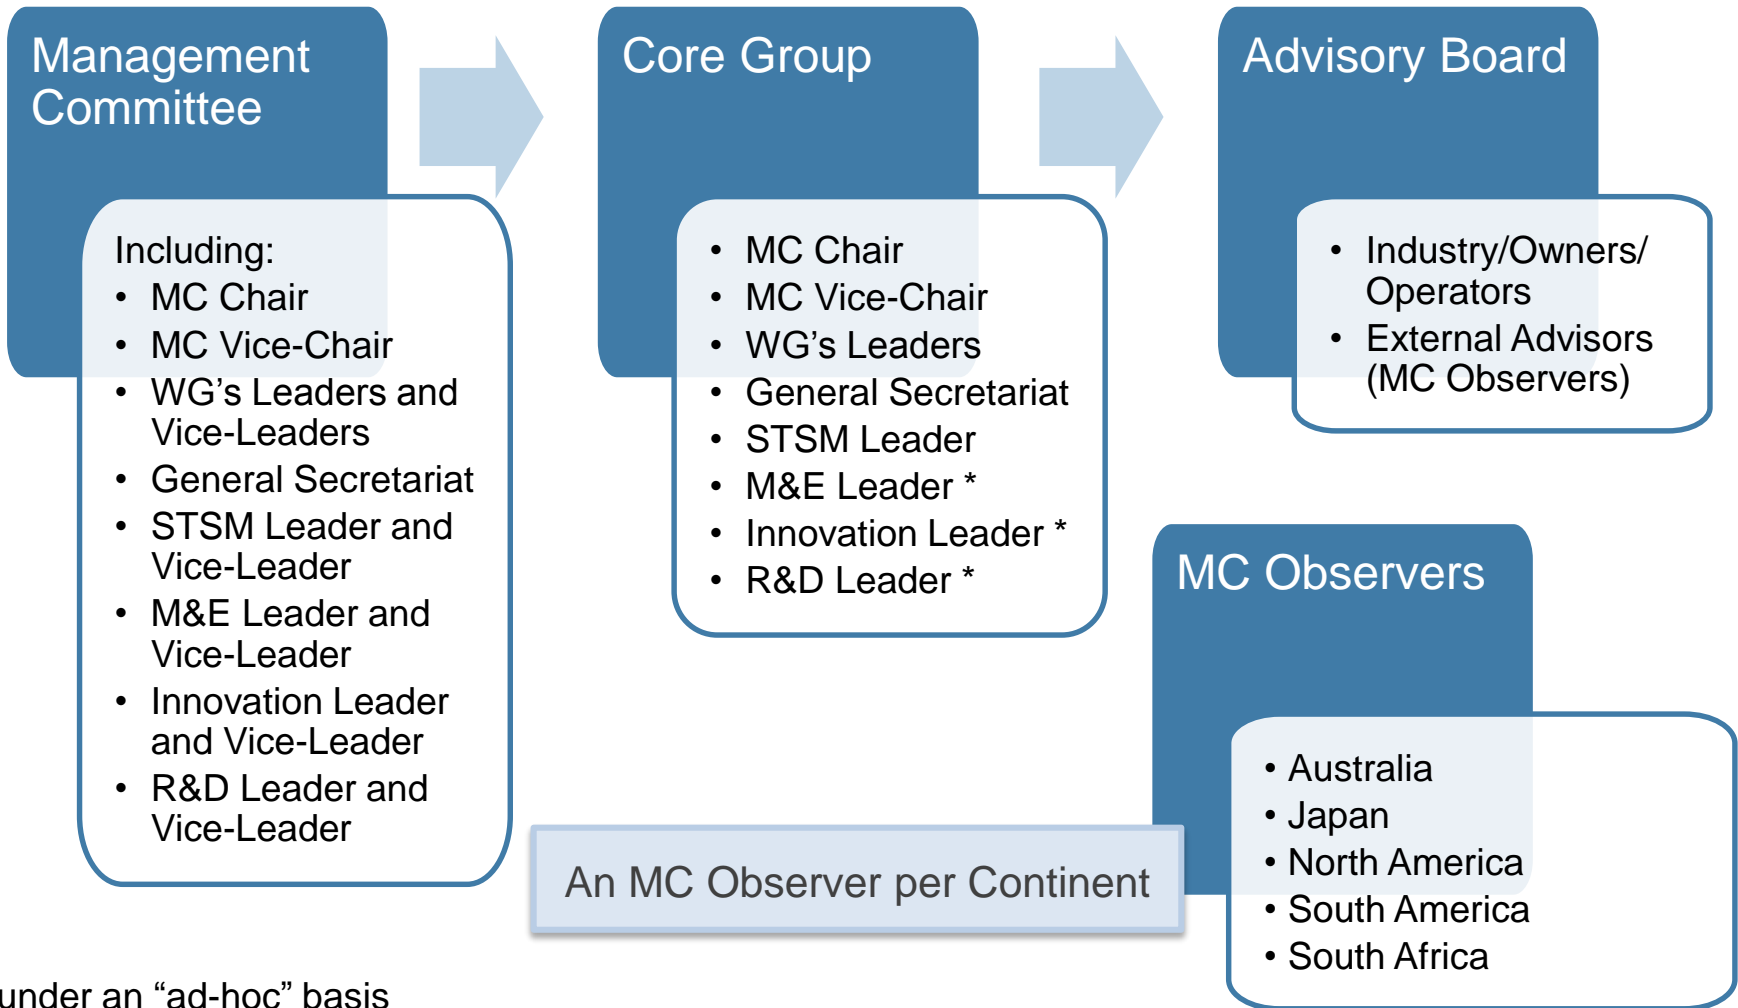 Management
Committee
Including:
• MC Chair
• MC Vice-Chair
• WG's Leaders and
Vice-Leaders
• General Secretariat
• STSM Leader and
Vice-Leader
• M&E Leader and
Vice-Leader
• Innovation Leader
and Vice-Leader
• R&D Leader and
Vice-Leader
Core Group
• MC Chair
• MC Vice-Chair
• WG's Leaders
• General Secretariat
• STSM Leader
• M&E Leader *
• Innovation Leader *
• R&D Leader *
Advisory Board
• Industry/Owners/
Operators
• External Advisors
(MC Observers)
MC Observers
• Australia
• Japan
• North America
• South America
• South Africa
An MC Observer per Continent
under an “ad-hoc” basis